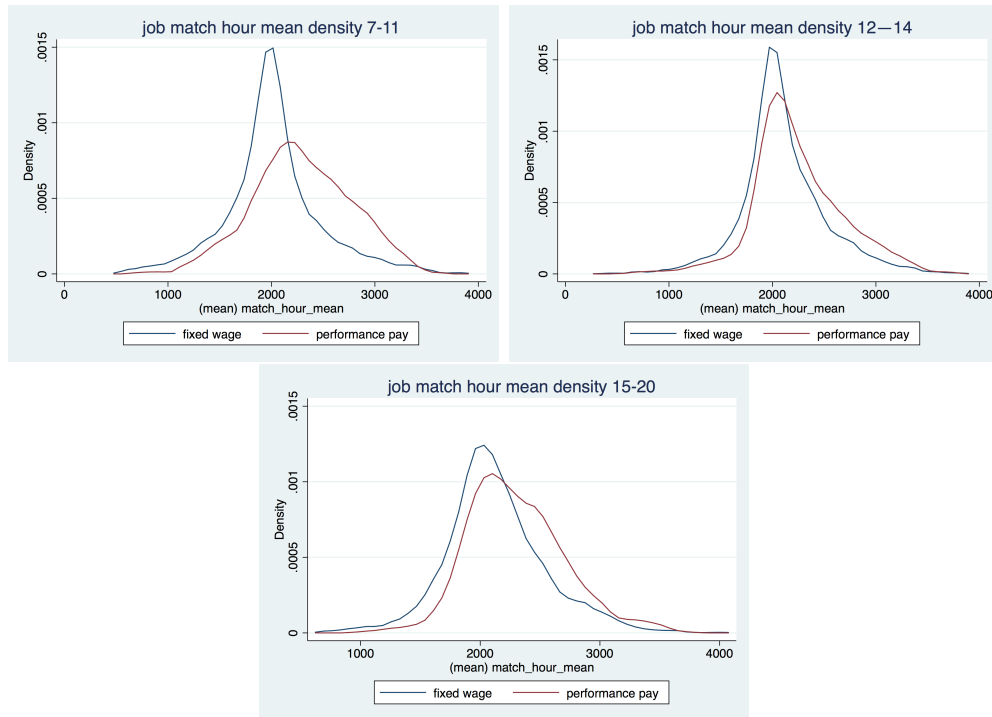 job match hour mean density 7-11
Density
0 .0005 .001 .0015
0 1000 2000 3000 4000
(mean) match_hour_mean
fixed wage performance pay
job match hour mean density 12—14
Density
0 .0005 .001 .0015
0 1000 2000 3000 4000
(mean) match_hour_mean
fixed wage performance pay
job match hour mean density 15-20
Density
0 .0005 .001 .0015
1000 2000 3000 4000
(mean) match_hour_mean
fixed wage performance pay